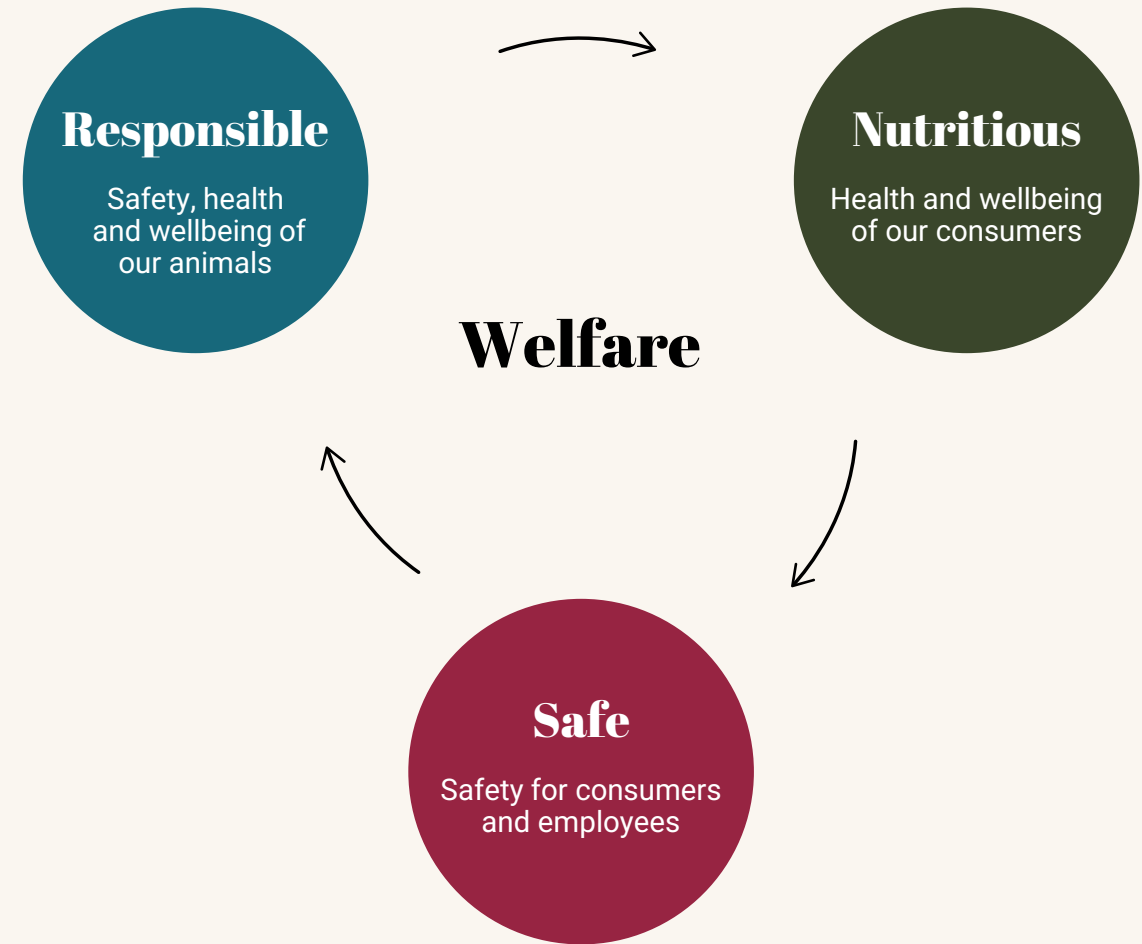 Responsible
Safety, health
and wellbeing of
our animals
Nutritious
Health and wellbeing
of our consumers
Welfare
Safe
Safety for consumers
and employees